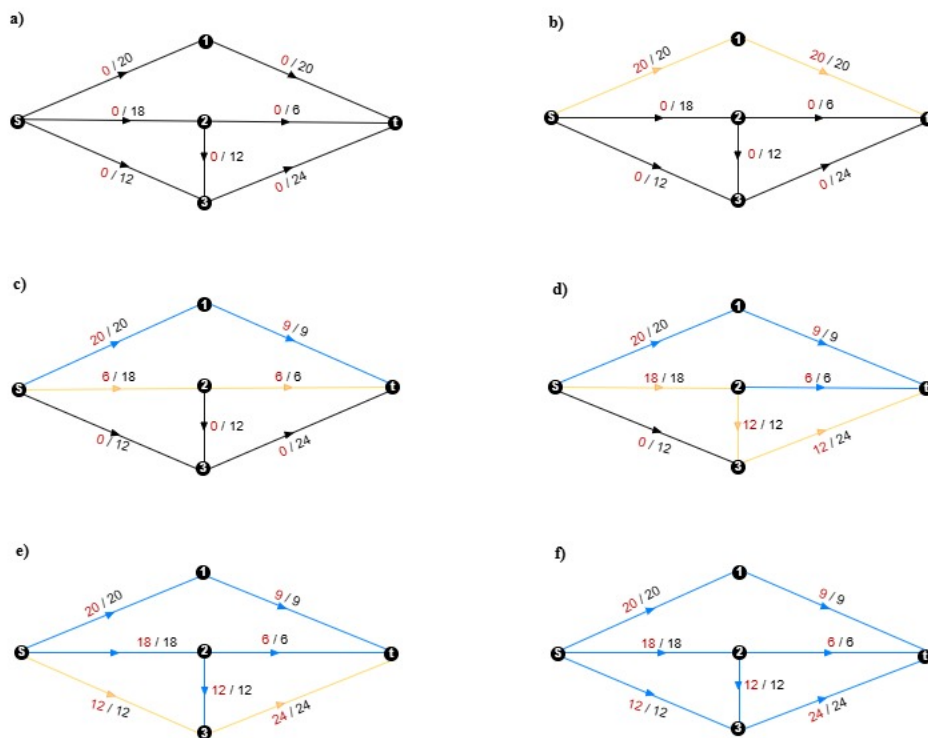 a)
b)
1
0 / 20
0 / 20
S
0 / 18
2
0 / 6
t
0 / 12
0 / 12
0 / 24
3
1
20 / 20
20 / 20
S
0 / 18
2
0 / 6
t
0 / 12
0 / 12
0 / 24
3
c)
d)
1
20 / 20
9 / 9
S
6 / 18
2
6 / 6
t
0 / 12
0 / 12
0 / 24
3
1
20 / 20
9 / 9
S
18 / 18
2
6 / 6
t
12 / 12
0 / 12
12 / 24
3
e)
f)
1
20 / 20
9 / 9
S
18 / 18
2
6 / 6
t
12 / 12
12 / 12
24 / 24
3
1
20 / 20
9 / 9
S
18 / 18
2
6 / 6
t
12 / 12
12 / 12
24 / 24
3